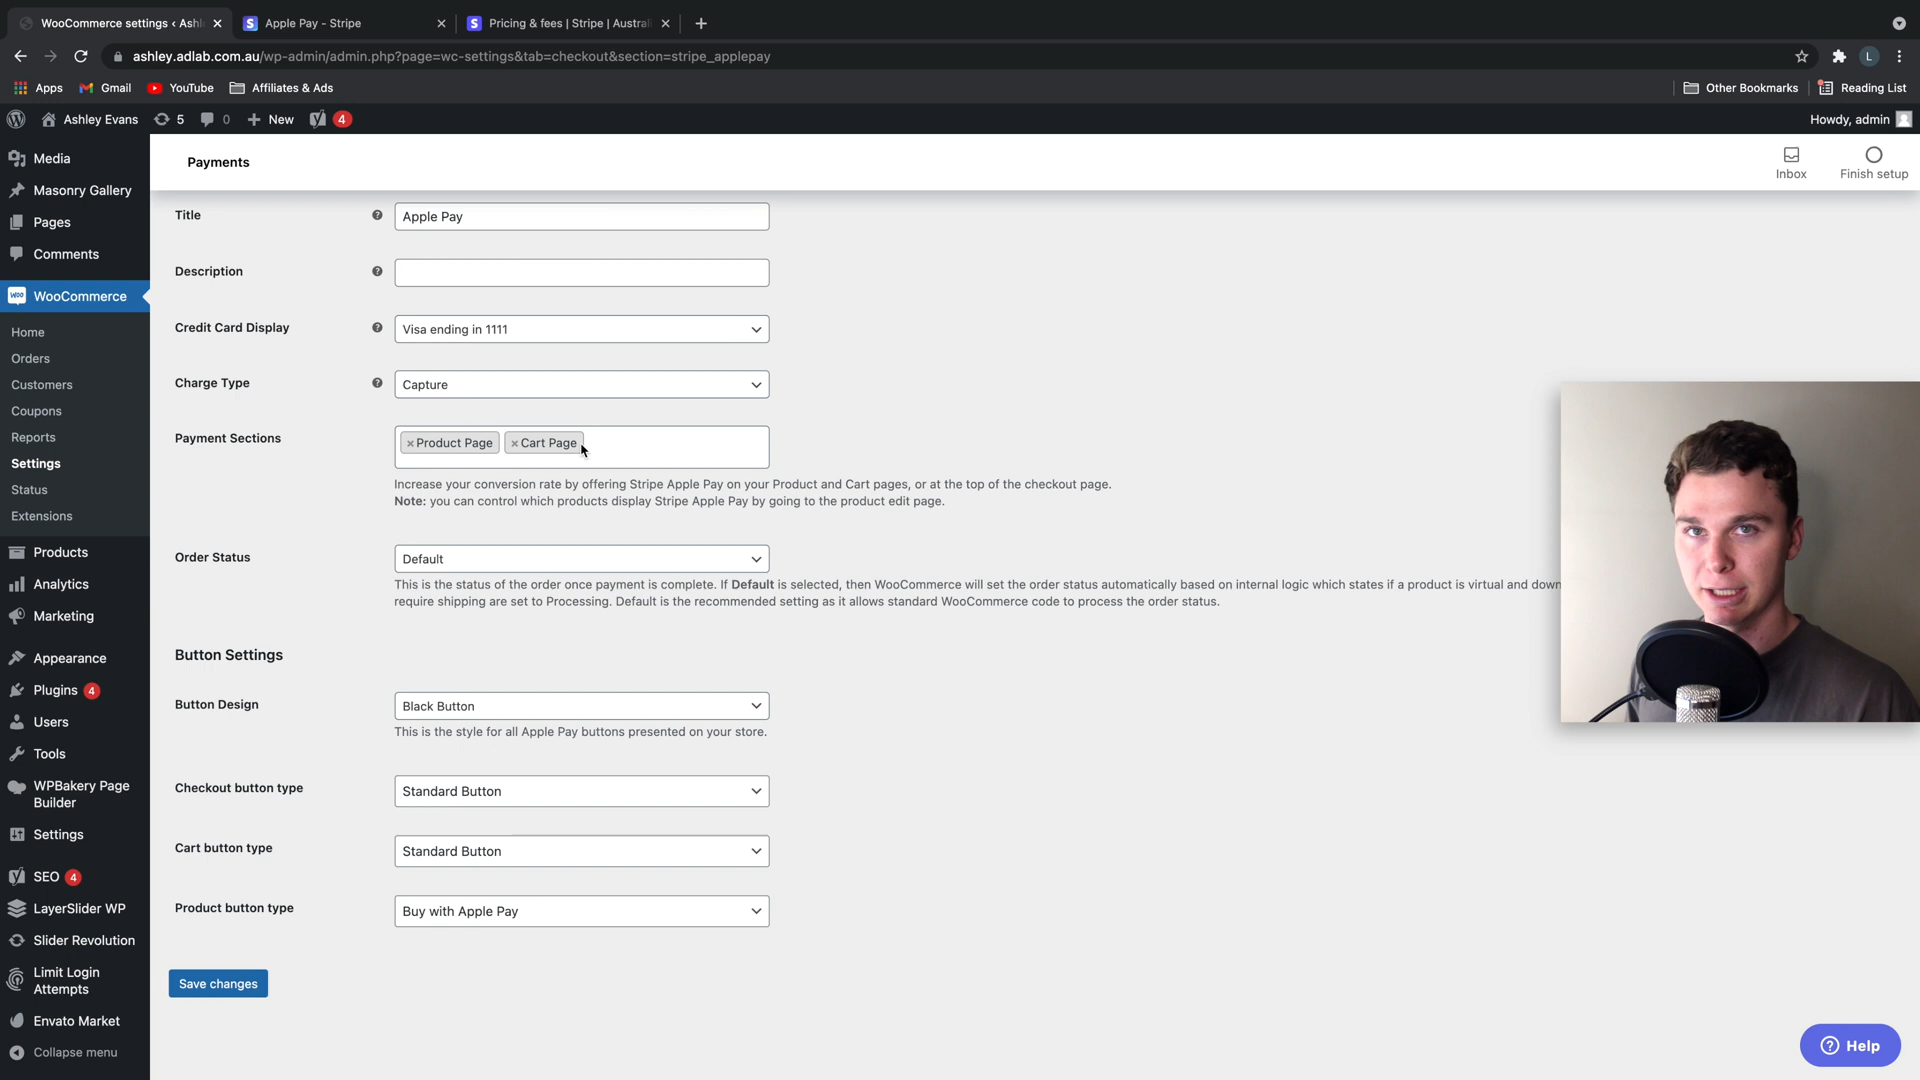 WooCommerce settings ‹ Ashl
Apple Pay - Stripe
Pricing & fees | Stripe | Austral
ashley.adlab.com.au/wp-admin/admin.php?page=wc-settings&tab=checkout&section=stripe_applepay
L
Apps
Gmail
YouTube
Affiliates & Ads
Other Bookmarks
Reading List
Ashley Evans
5
0
New
4
Howdy, admin
Media
Masonry Gallery
Pages
Comments
WooCommerce
Home
Orders
Customers
Coupons
Reports
Settings
Status
Extensions
Products
Analytics
Marketing
Appearance
Plugins 4
Users
Tools
WPBakery Page
Builder
Settings
SEO 4
LayerSlider WP
Slider Revolution
Limit Login
Attempts
Envato Market
Collapse menu
Payments
Inbox
Finish setup
Title
Apple Pay
Description
Credit Card Display
Visa ending in 1111
Charge Type
Capture
Payment Sections
×Product Page
×Cart Page
Increase your conversion rate by offering Stripe Apple Pay on your Product and Cart pages, or at the top of the checkout page.
Note: you can control which products display Stripe Apple Pay by going to the product edit page.
Order Status
Default
This is the status of the order once payment is complete. If Default is selected, then WooCommerce will set the order status automatically based on internal logic which states if a product is virtual and down
require shipping are set to Processing. Default is the recommended setting as it allows standard WooCommerce code to process the order status.
Button Settings
Button Design
Black Button
This is the style for all Apple Pay buttons presented on your store.
Checkout button type
Standard Button
Cart button type
Standard Button
Product button type
Buy with Apple Pay
Save changes
Help